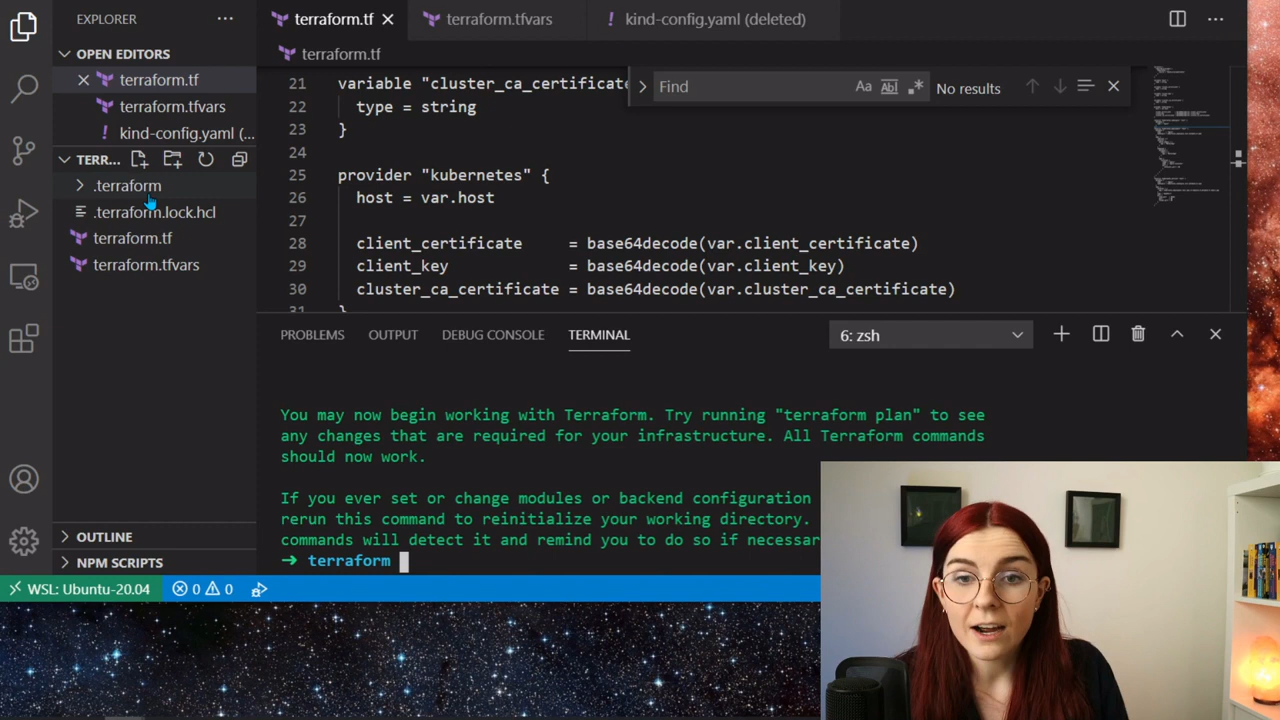 EXPLORER
···
terraform.tf
terraform.tfvars
! kind-config.yaml (deleted)
···
OPEN EDITORS
terraform.tf
terraform.tfvars
! kind-config.yaml (...
TERR...
.terraform
.terraform.lock.hcl
terraform.tf
terraform.tfvars
OUTLINE
NPM SCRIPTS
terraform.tf
Find
Aa
Abl
No results
21 variable "cluster_ca_certificate
22 type = string
23 }
24
25 provider "kubernetes" {
26 host = var.host
27
28 client_certificate = base64decode(var.client_certificate)
29 client_key = base64decode(var.client_key)
30 cluster_ca_certificate = base64decode(var.cluster_ca_certificate)
31 }
PROBLEMS
OUTPUT
DEBUG CONSOLE
TERMINAL
6: zsh
You may now begin working with Terraform. Try running "terraform plan" to see
any changes that are required for your infrastructure. All Terraform commands
should now work.
If you ever set or change modules or backend configuration
rerun this command to reinitialize your working directory.
commands will detect it and remind you to do so if necessar
➜ terraform
WSL: Ubuntu-20.04
0
0